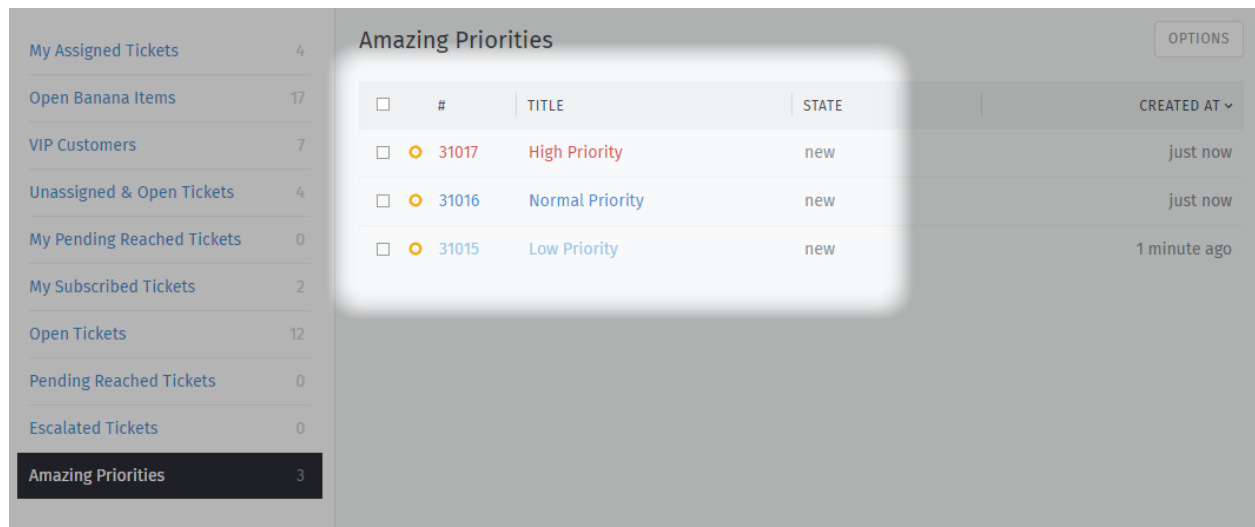 My Assigned Tickets 4
Open Banana Items 17
VIP Customers 7
Unassigned & Open Tickets 4
My Pending Reached Tickets 0
My Subscribed Tickets 2
Open Tickets 12
Pending Reached Tickets 0
Escalated Tickets 0
Amazing Priorities 3
Amazing Priorities
OPTIONS
# TITLE STATE CREATED AT
31017 High Priority new just now
31016 Normal Priority new just now
31015 Low Priority new 1 minute ago